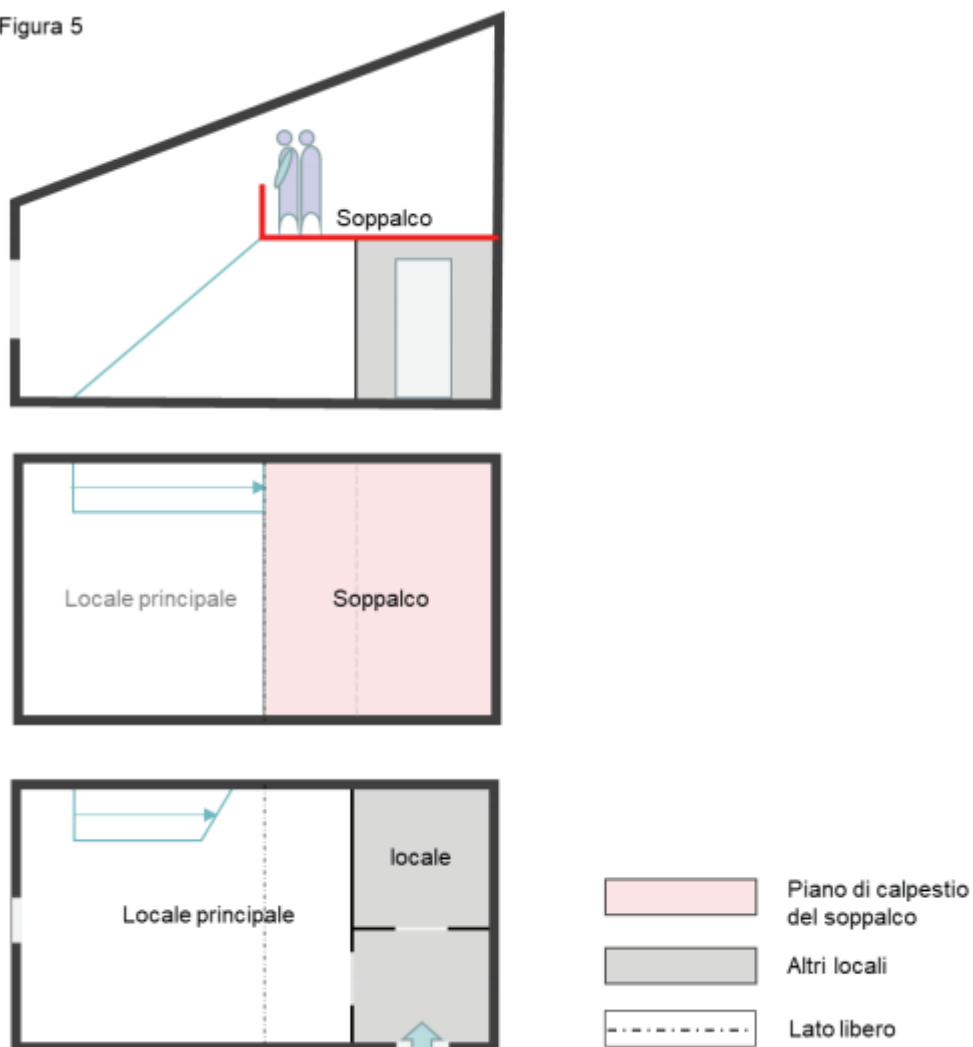 Figura 5
Soppalco
Locale principale
Soppalco
locale
Locale principale
Piano di calpestio
del soppalco
Altri locali
Lato libero